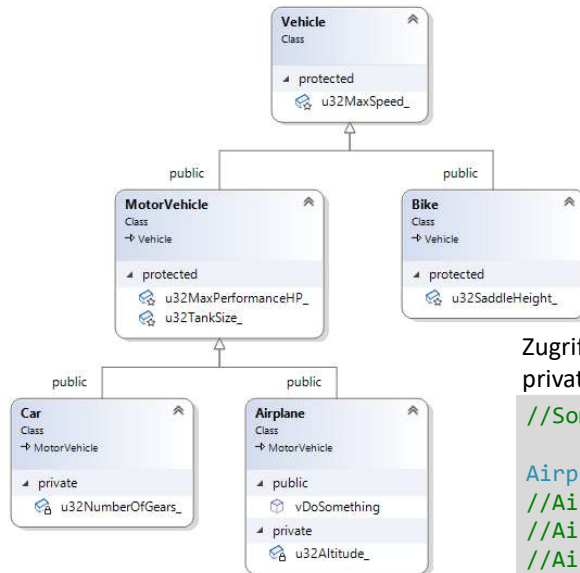 Vehicle
Class
protected
u32MaxSpeed_
public
public
MotorVehicle
Class
Vehicle
protected
u32MaxPerformanceHP_
u32TankSize_
Bike
Class
Vehicle
protected
u32SaddleHeight_
public
public
Car
Class
MotorVehicle
private
u32NumberOfGears_
Airplane
Class
MotorVehicle
public
vDoSomething
private
u32Altitude_
Zugrif
privat
//Son
Airp
//Ai
//Ai
//Ai